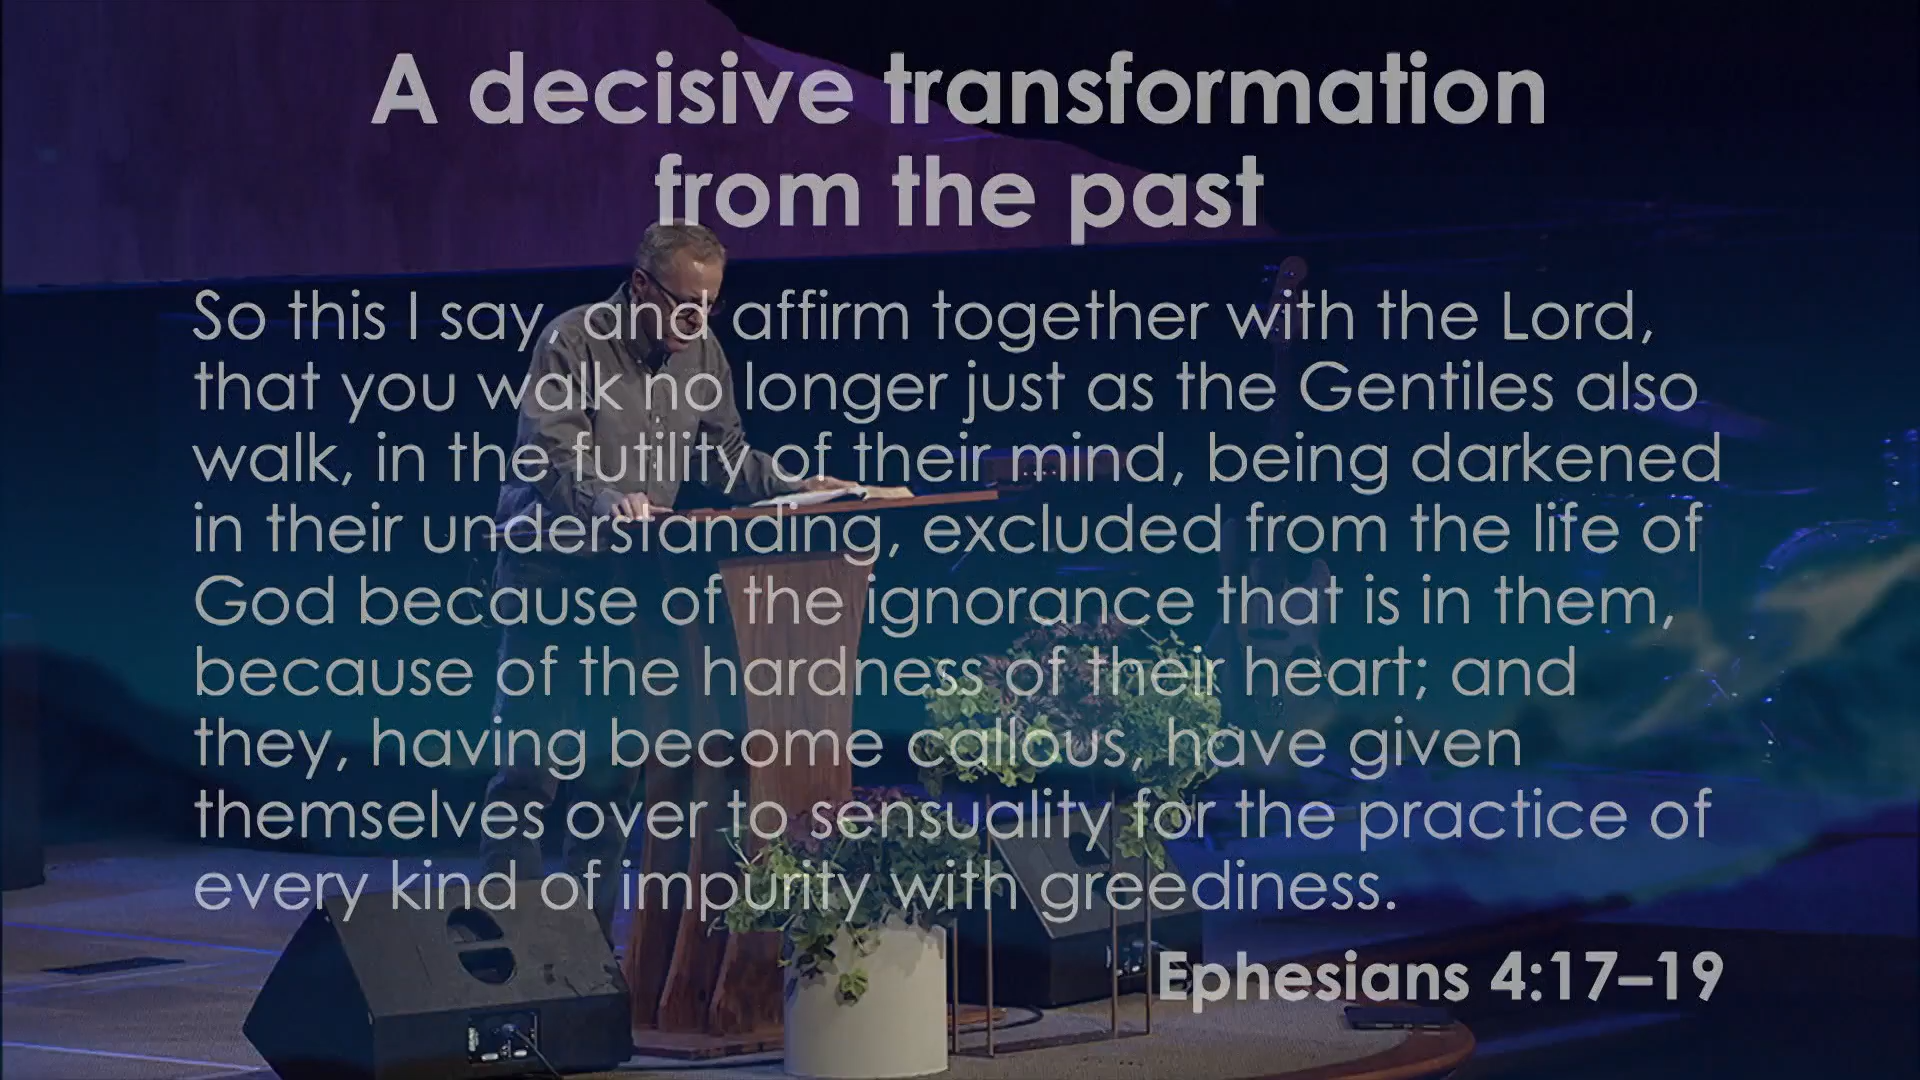 A decisive transformation
from the past
So this I say, and affirm together with the Lord,
that you walk no longer just as the Gentiles also
walk, in the futility of their mind, being darkened
in their understanding, excluded from the life of
God because of the ignorance that is in them,
because of the hardness of their heart; and
they, having become callous, have given
themselves over to sensuality for the practice of
every kind of impurity with greediness.
Ephesians 4:17–19